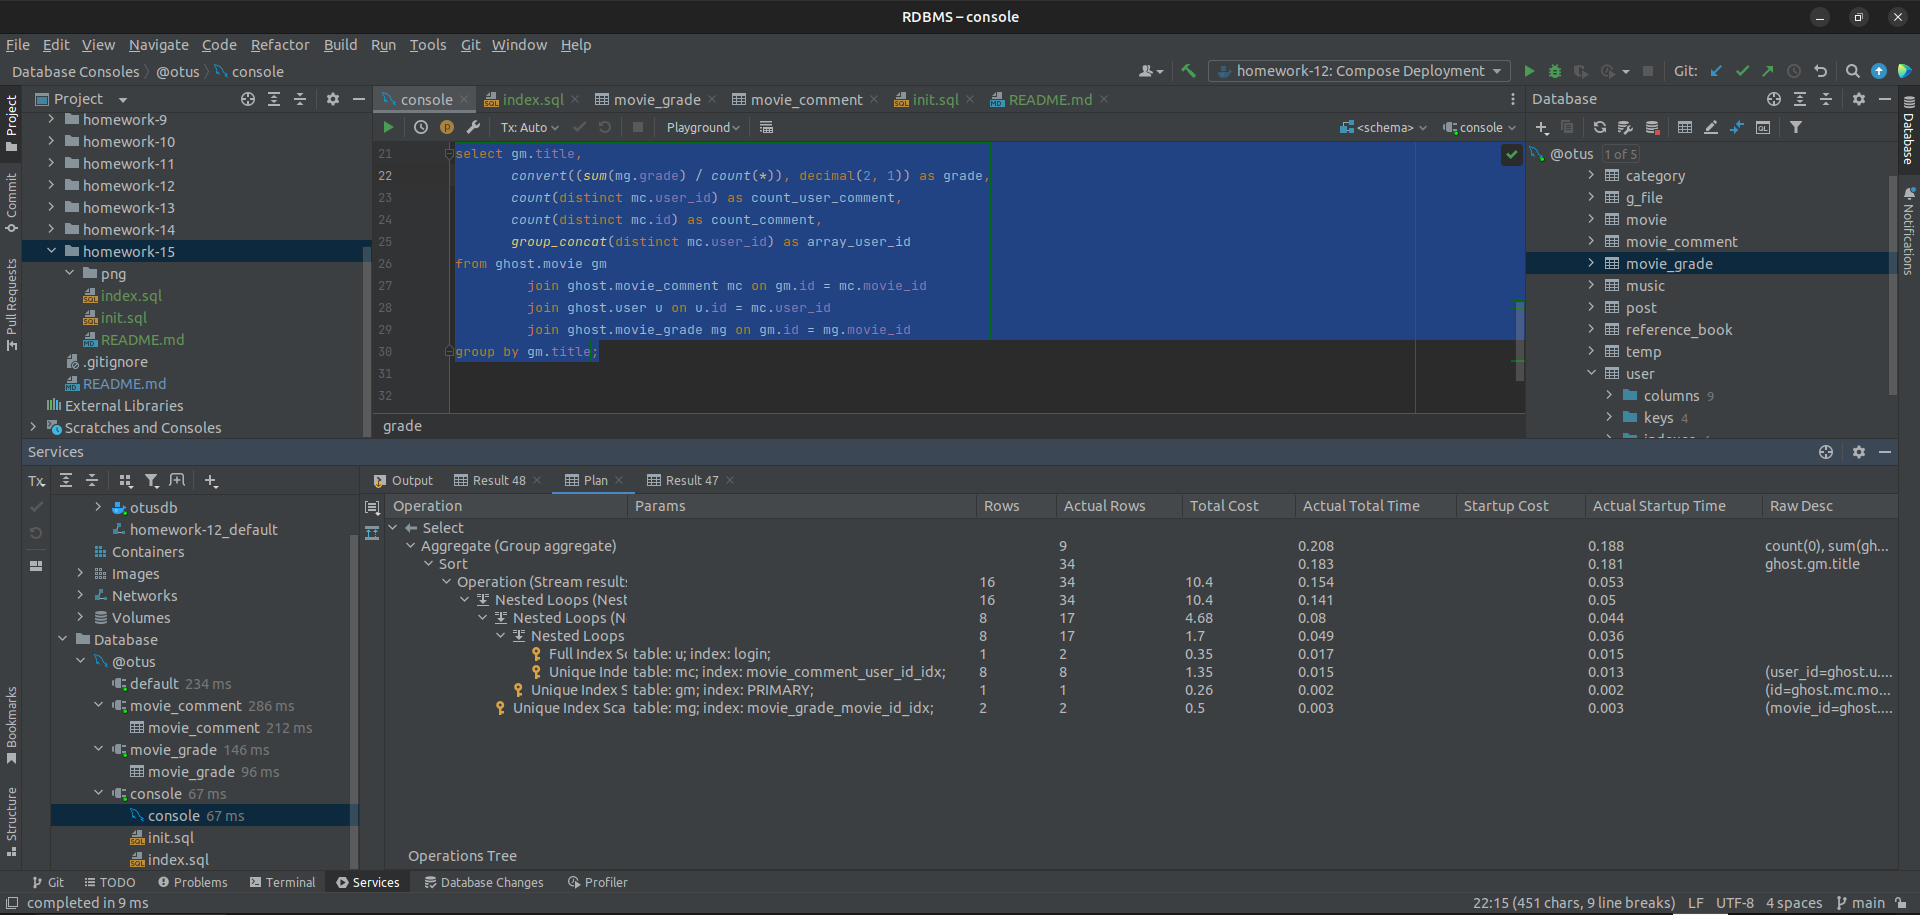 RDBMS – console
File Edit View Navigate Code Refactor Build Run Tools Git Window Help
Database Consoles @otus console
homework-12: Compose Deployment
Git:
Project
console
index.sql
movie_grade
movie_comment
init.sql
README.md
Database
Tx: Auto
Playground
<schema>
console
Project
Commit
Pull Requests
Bookmarks
Structure
homework-9
homework-10
homework-11
homework-12
homework-13
homework-14
homework-15
png
index.sql
init.sql
README.md
.gitignore
README.md
External Libraries
Scratches and Consoles
21 select gm.title,
22 convert((sum(mg.grade) / count(*)), decimal(2, 1)) as grade,
23 count(distinct mc.user_id) as count_user_comment,
24 count(distinct mc.id) as count_comment,
25 group_concat(distinct mc.user_id) as array_user_id
26 from ghost.movie gm
27 join ghost.movie_comment mc on gm.id = mc.movie_id
28 join ghost.user u on u.id = mc.user_id
29 join ghost.movie_grade mg on gm.id = mg.movie_id
30 group by gm.title;
31
32
grade
@otus 1 of 5
category
g_file
movie
movie_comment
movie_grade
music
post
reference_book
temp
user
columns 9
keys 4
Database
Notifications
Services
Tx
otusdb
homework-12_default
Containers
Images
Networks
Volumes
Database
@otus
default 234 ms
movie_comment 286 ms
movie_comment 212 ms
movie_grade 146 ms
movie_grade 96 ms
console 67 ms
console 67 ms
init.sql
index.sql
Output Result 48 Plan Result 47
Operation Params Rows Actual Rows Total Cost Actual Total Time Startup Cost Actual Startup Time Raw Desc
Select
Aggregate (Group aggregate) 9 0.208 0.188 count(0), sum(gh...
Sort 34 0.183 0.181 ghost.gm.title
Operation (Stream results 16 34 10.4 0.154 0.053
Nested Loops (Nest 16 34 10.4 0.141 0.05
Nested Loops (N 8 17 4.68 0.08 0.044
Nested Loops 8 17 1.7 0.049 0.036
Full Index Sc table: u; index: login; 1 2 0.35 0.017 0.015
Unique Inde table: mc; index: movie_comment_user_id_idx; 8 8 1.35 0.015 0.013 (user_id=ghost.u....
Unique Index S table: gm; index: PRIMARY; 1 1 0.26 0.002 0.002 (id=ghost.mc.mo...
Unique Index Sca table: mg; index: movie_grade_movie_id_idx; 2 2 0.5 0.003 0.003 (movie_id=ghost....
Operations Tree
Git TODO Problems Terminal Services Database Changes Profiler
completed in 9 ms
22:15 (451 chars, 9 line breaks) LF UTF-8 4 spaces main